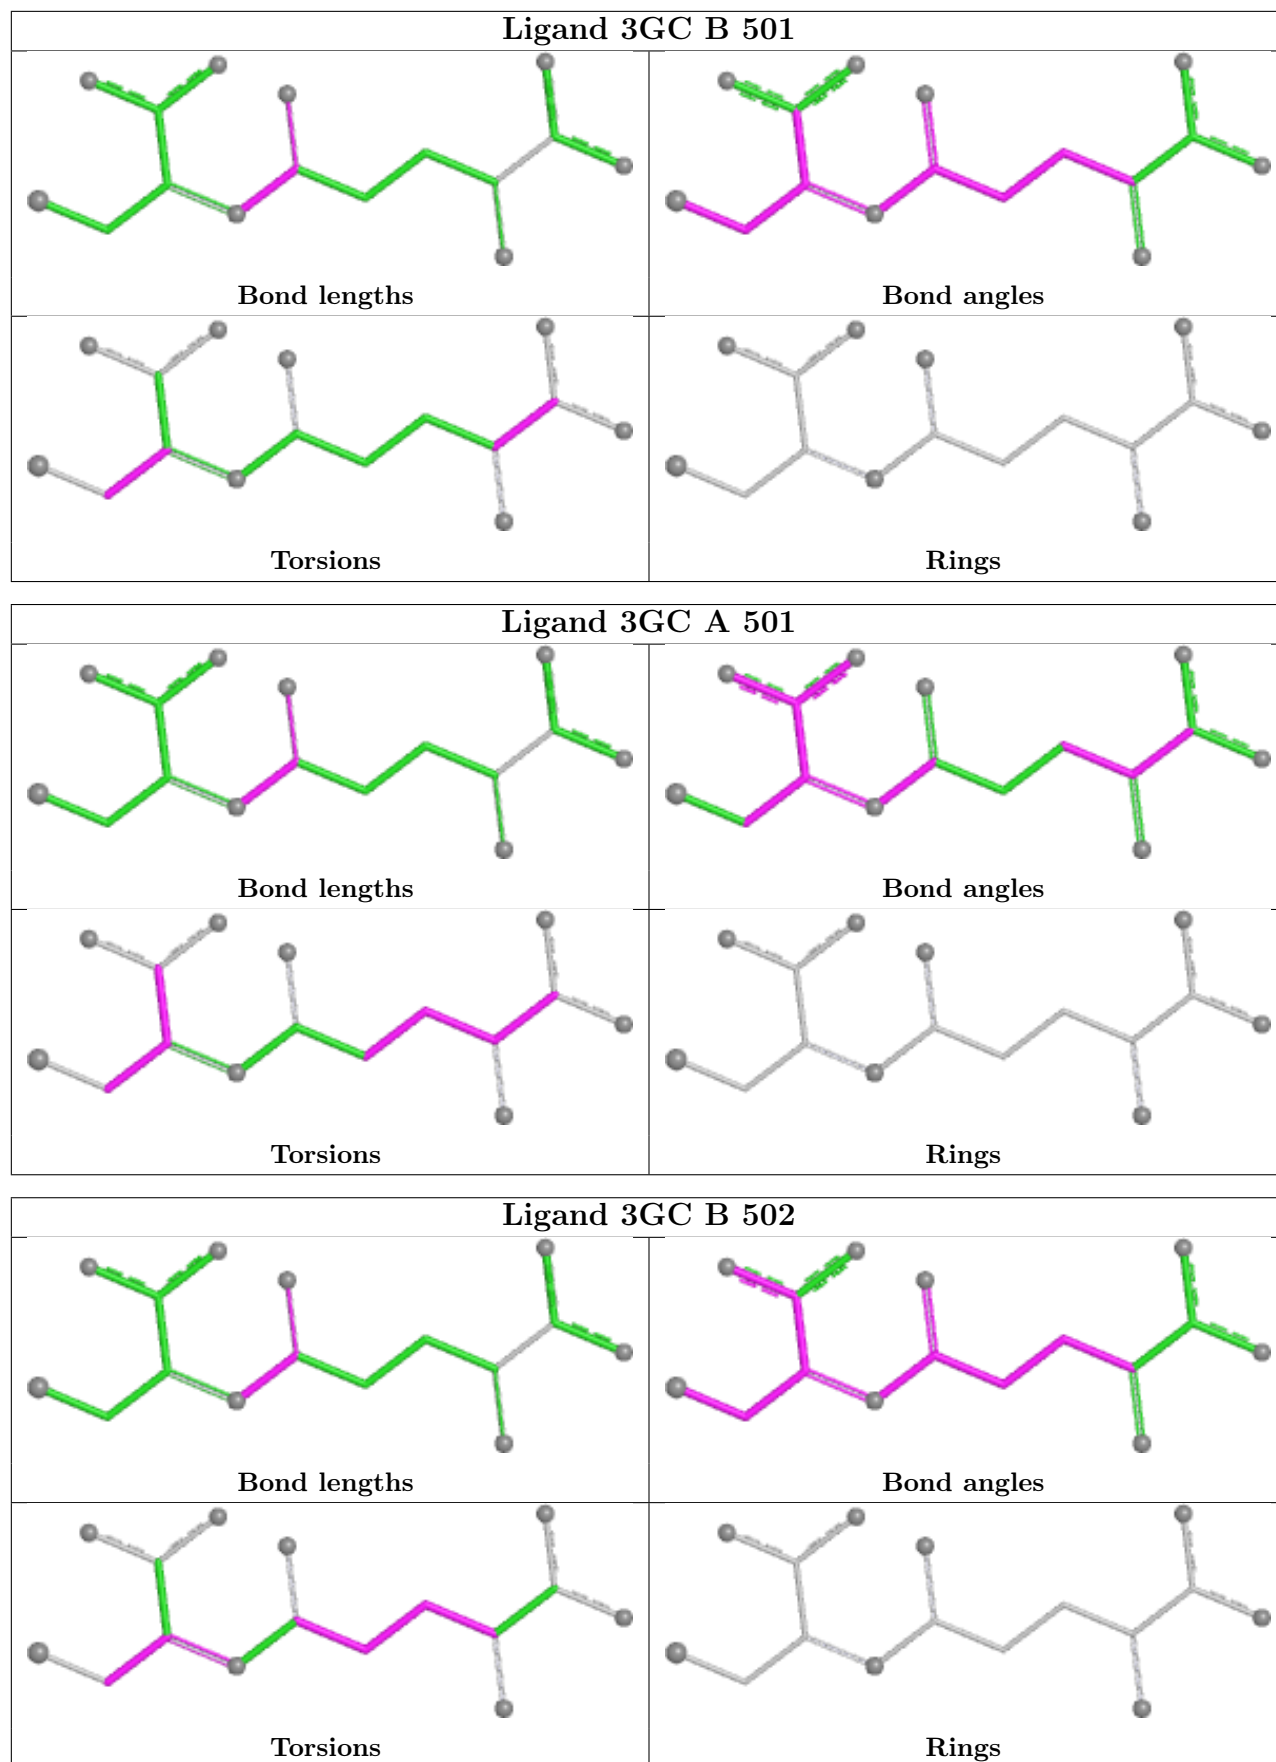 Ligand 3GC B 501
Bond lengths
Bond angles
Torsions
Rings
Ligand 3GC A 501
Bond lengths
Bond angles
Torsions
Rings
Ligand 3GC B 502
Bond lengths
Bond angles
Torsions
Rings